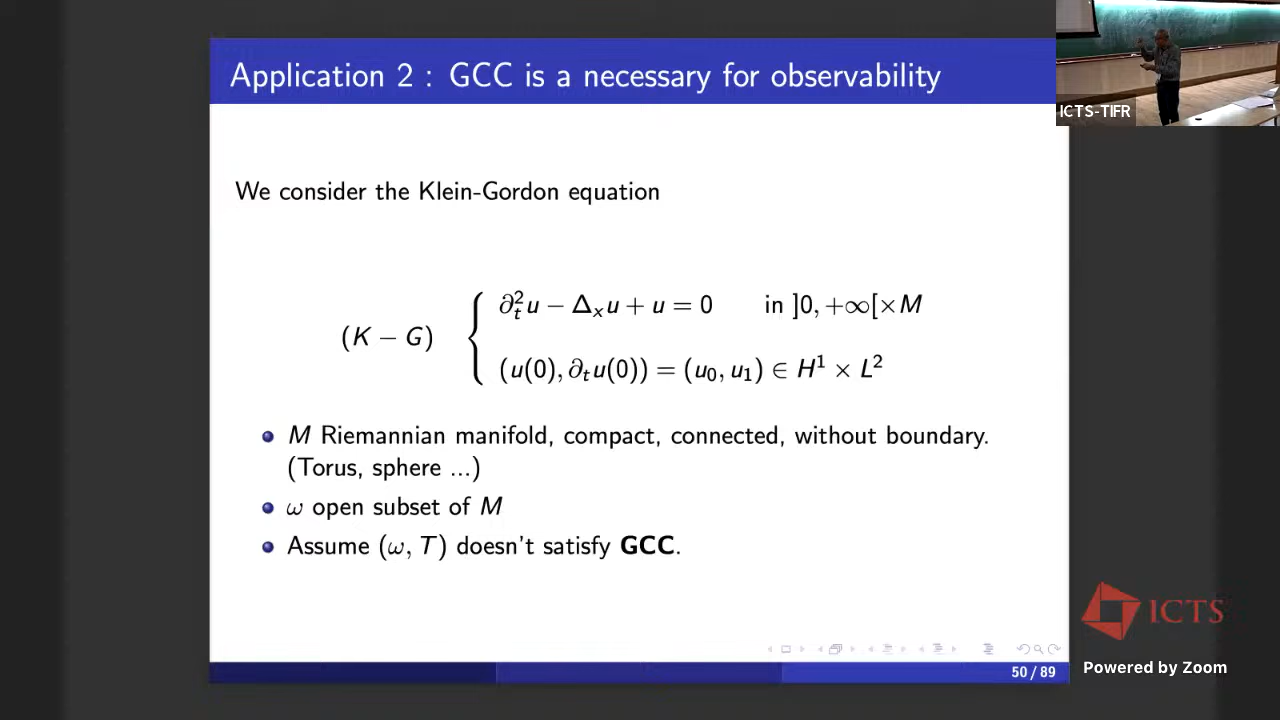 Application 2 : GCC is a necessary for observability
ICTS-TIFR
We consider the Klein-Gordon equation
(K − G) { ∂²ₜu − Δₓu + u = 0 in ]0, +∞[×M
(u(0), ∂ₜu(0)) = (u₀, u₁) ∈ H¹ × L²
M Riemannian manifold, compact, connected, without boundary.
(Torus, sphere ...)
ω open subset of M
Assume (ω, T) doesn't satisfy GCC.
ICTS
Powered by Zoom
50 / 89